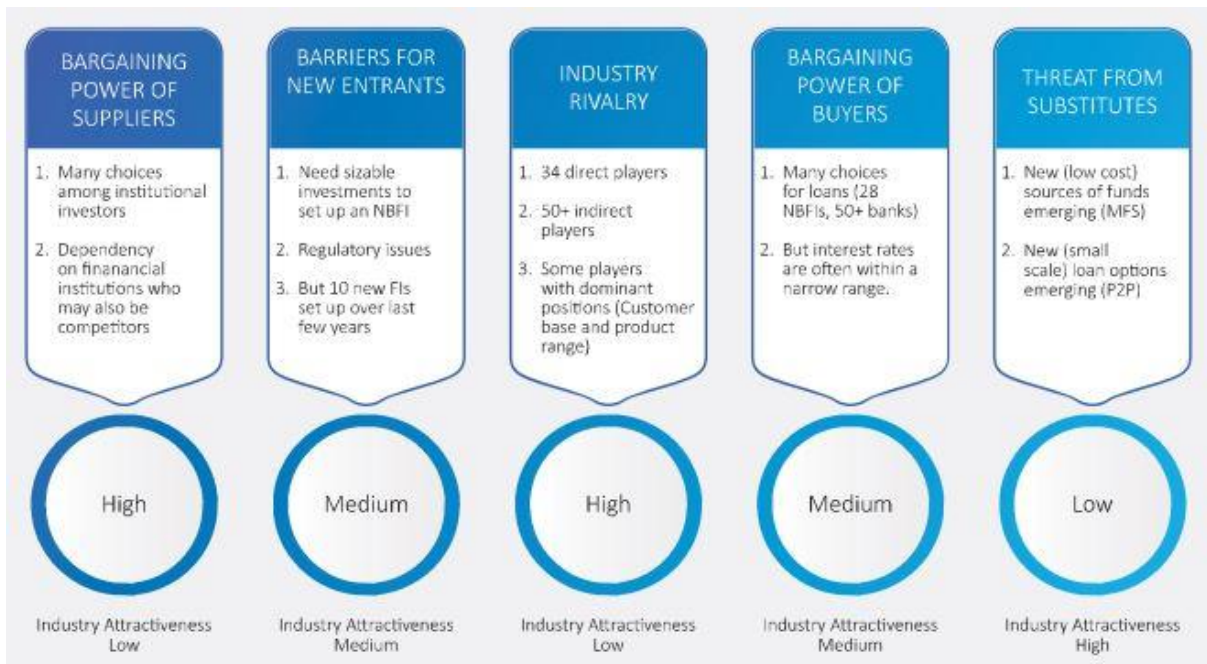 BARGAINING
POWER OF
SUPPLIERS
1. Many choices
among institutional
investors
2. Dependency
on finanancial
institutions who
may also be
competitors
High
Industry Attractiveness
Low
BARRIERS FOR
NEW ENTRANTS
1. Need sizable
investments to
set up an NBFI
2. Regulatory issues
3. But 10 new FIs
set up over last
few years
Medium
Industry Attractiveness
Medium
INDUSTRY
RIVALRY
1. 34 direct players
2. 50+ indirect
players
3. Some players
with dominant
positions (Customer
base and product
range)
High
Industry Attractiveness
Low
BARGAINING
POWER OF
BUYERS
1. Many choices
for loans (28
NBFIs, 50+ banks)
2. But interest rates
are often within a
narrow range.
Medium
Industry Attractiveness
Medium
THREAT FROM
SUBSTITUTES
1. New (low cost)
sources of funds
emerging (MFS)
2. New (small
scale) loan options
emerging (P2P)
Low
Industry Attractiveness
High